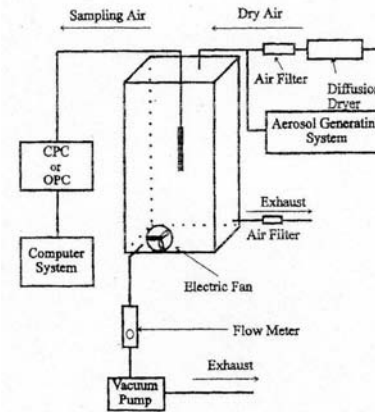 Sampling Air
Dry Air
Air Filter
Diffusion
Dryer
Aerosol Generating
System
CPC
or
OPC
Computer
System
Exhaust
Air Filter
Electric Fan
Flow Meter
Exhaust
Vacuum
Pump